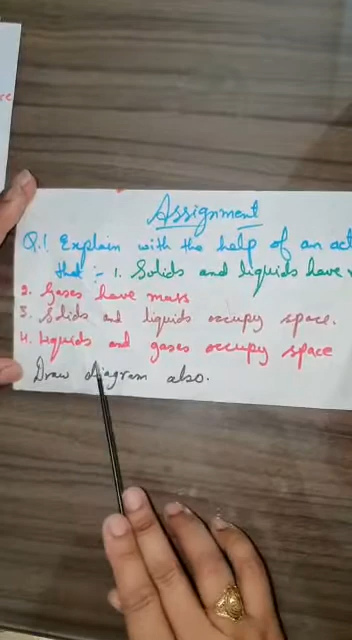 re
Assignment
Q.1 Explain with the help of an act
that :- 1. Solids and liquids have
2. Gases have mass
3. Solids and liquids occupy space.
4. Liquids and gases occupy space
Draw diagram also.